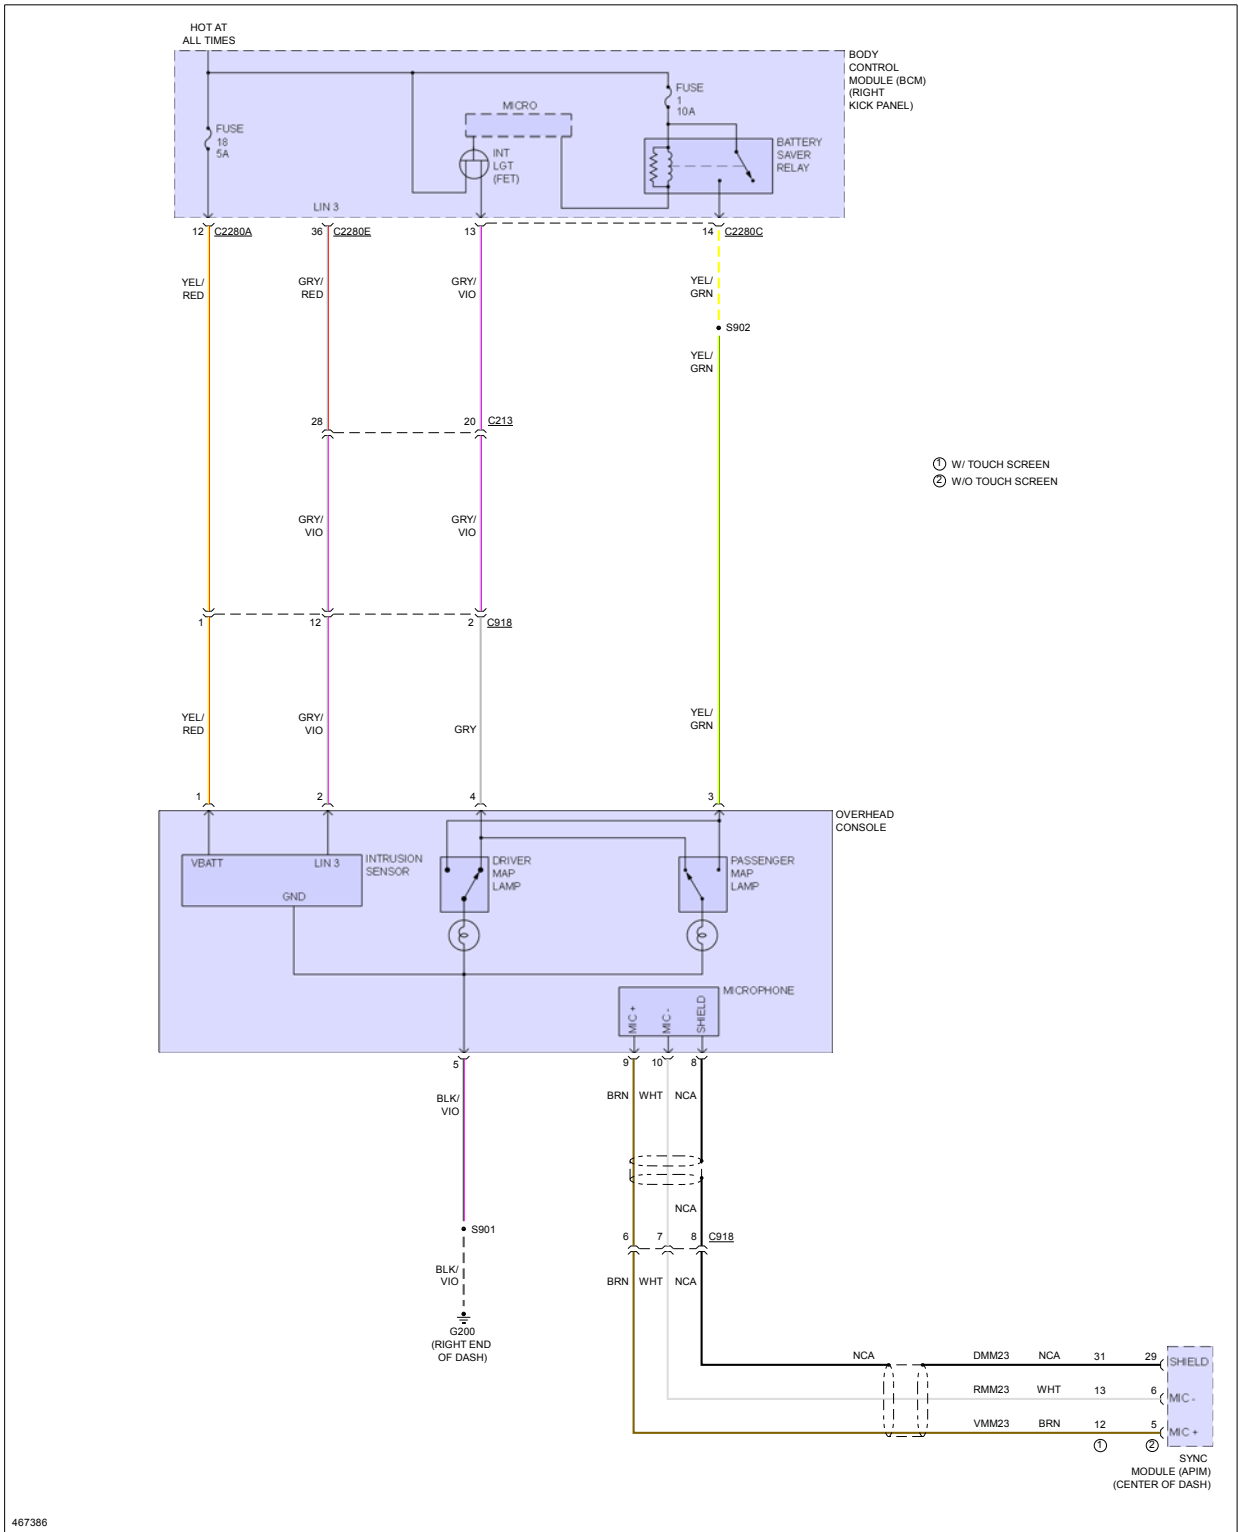 HOT AT
ALL TIMES
BODY
CONTROL
MODULE (BCM)
(RIGHT
KICK PANEL)
FUSE
1
10A
MICRO
FUSE
18
5A
INT
LGT
(FET)
BATTERY
SAVER
RELAY
LIN 3
12 C2280A
36 C2280E
13
14 C2280C
YEL/
RED
GRY/
RED
GRY/
VIO
YEL/
GRN
S902
YEL/
GRN
28
20 C213
1 W/ TOUCH SCREEN
2 W/O TOUCH SCREEN
GRY/
VIO
GRY/
VIO
1
12
2 C918
YEL/
RED
GRY/
VIO
GRY
YEL/
GRN
1
2
4
3
OVERHEAD
CONSOLE
VBATT
LIN 3
GND
INTRUSION
SENSOR
DRIVER
MAP
LAMP
PASSENGER
MAP
LAMP
MICROPHONE
MIC +
MIC -
SHIELD
5
9
10
8
BLK/
VIO
BRN
WHT
NCA
S901
NCA
6
7
8 C918
BLK/
VIO
BRN
WHT
NCA
G200
(RIGHT END
OF DASH)
NCA
DMM23 NCA 31 29 SHIELD
RMM23 WHT 13 6 MIC -
VMM23 BRN 12 5 MIC +
1 2
SYNC
MODULE (APIM)
(CENTER OF DASH)
467386